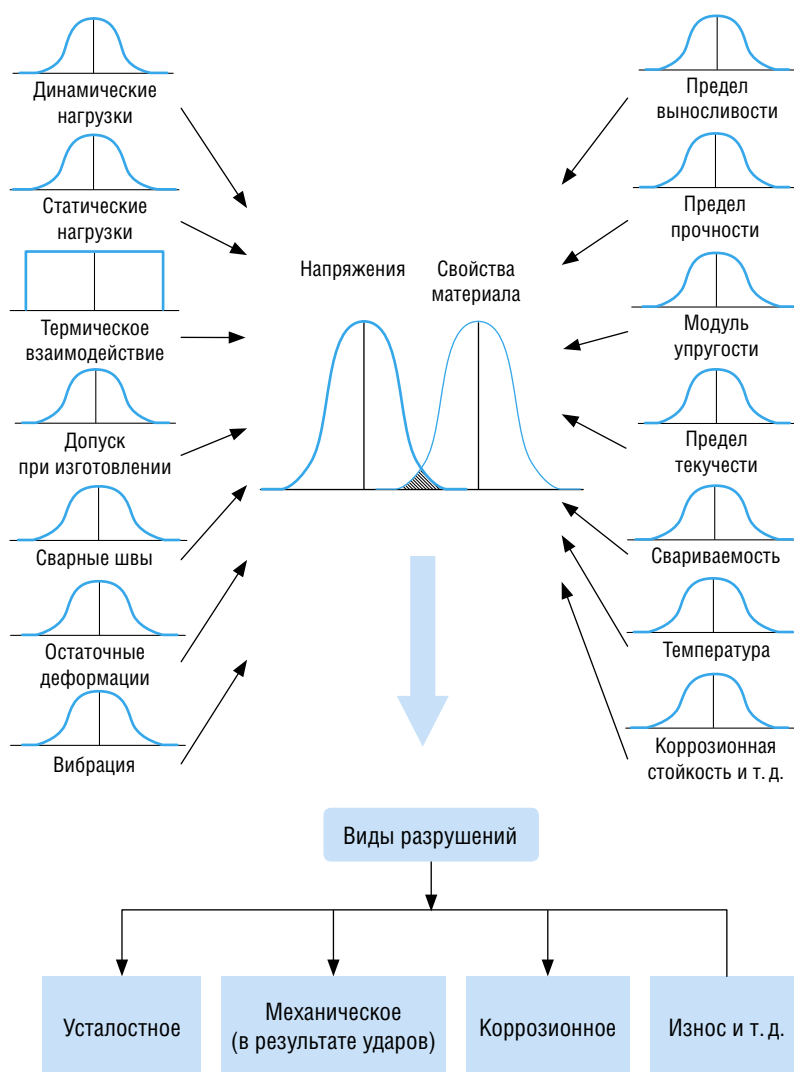 Динамические
нагрузки
Статические
нагрузки
Термическое
взаимодействие
Допуск
при изготовлении
Сварные швы
Остаточные
деформации
Вибрация
Напряжения
Свойства
материала
Предел
выносливости
Предел
прочности
Модуль
упругости
Предел
текучести
Свариваемость
Температура
Коррозионная
стойкость и т. д.
Виды разрушений
Усталостное
Механическое
(в результате ударов)
Коррозионное
Износ и т. д.